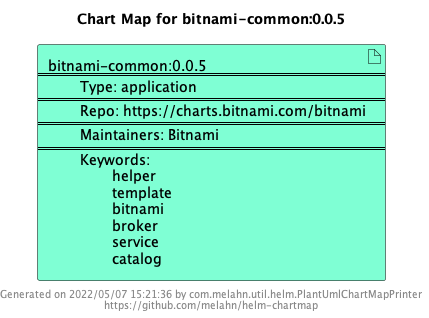 Chart Map for bitnami-common:0.0.5
bitnami-common:0.0.5
Type: application
Repo: https://charts.bitnami.com/bitnami
Maintainers: Bitnami
Keywords:
helper
template
bitnami
broker
service
catalog
Generated on 2022/05/07 15:21:36 by com.melahn.util.helm.PlantUmlChartMapPrinter
https://github.com/melahn/helm-chartmap